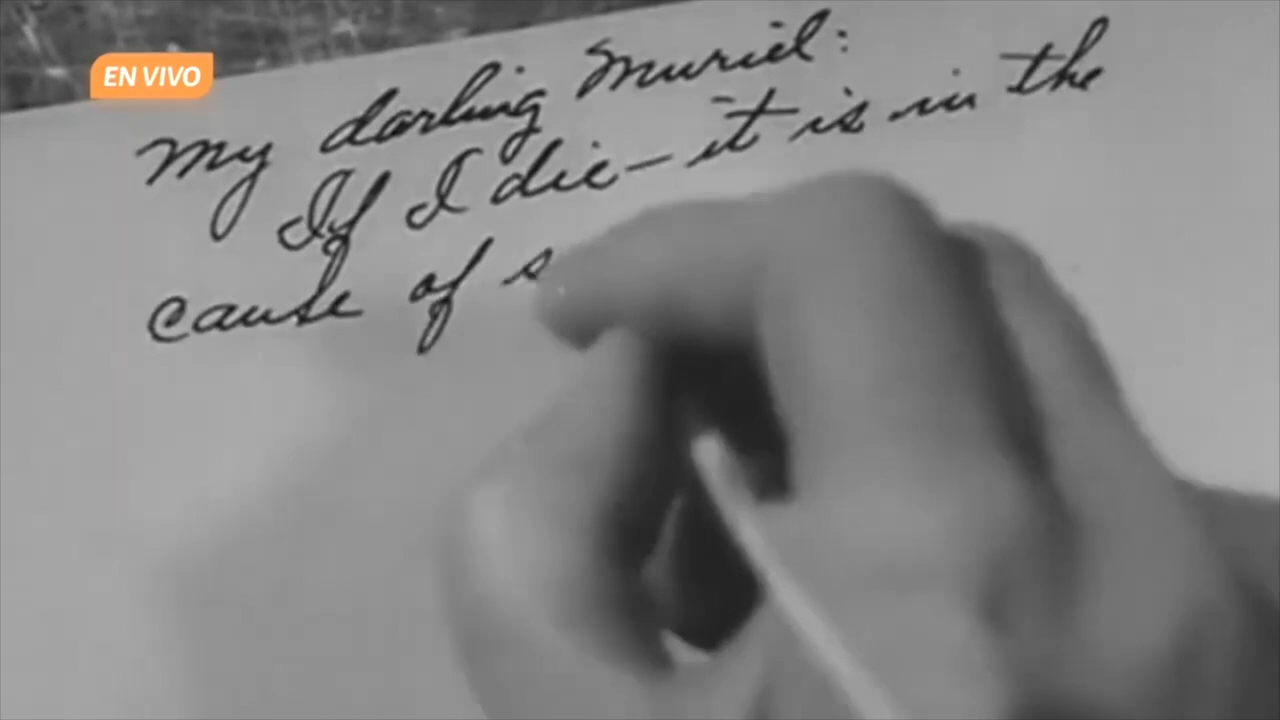 EN VIVO
My darling Muriel:
If I die—it is in the
cause of s